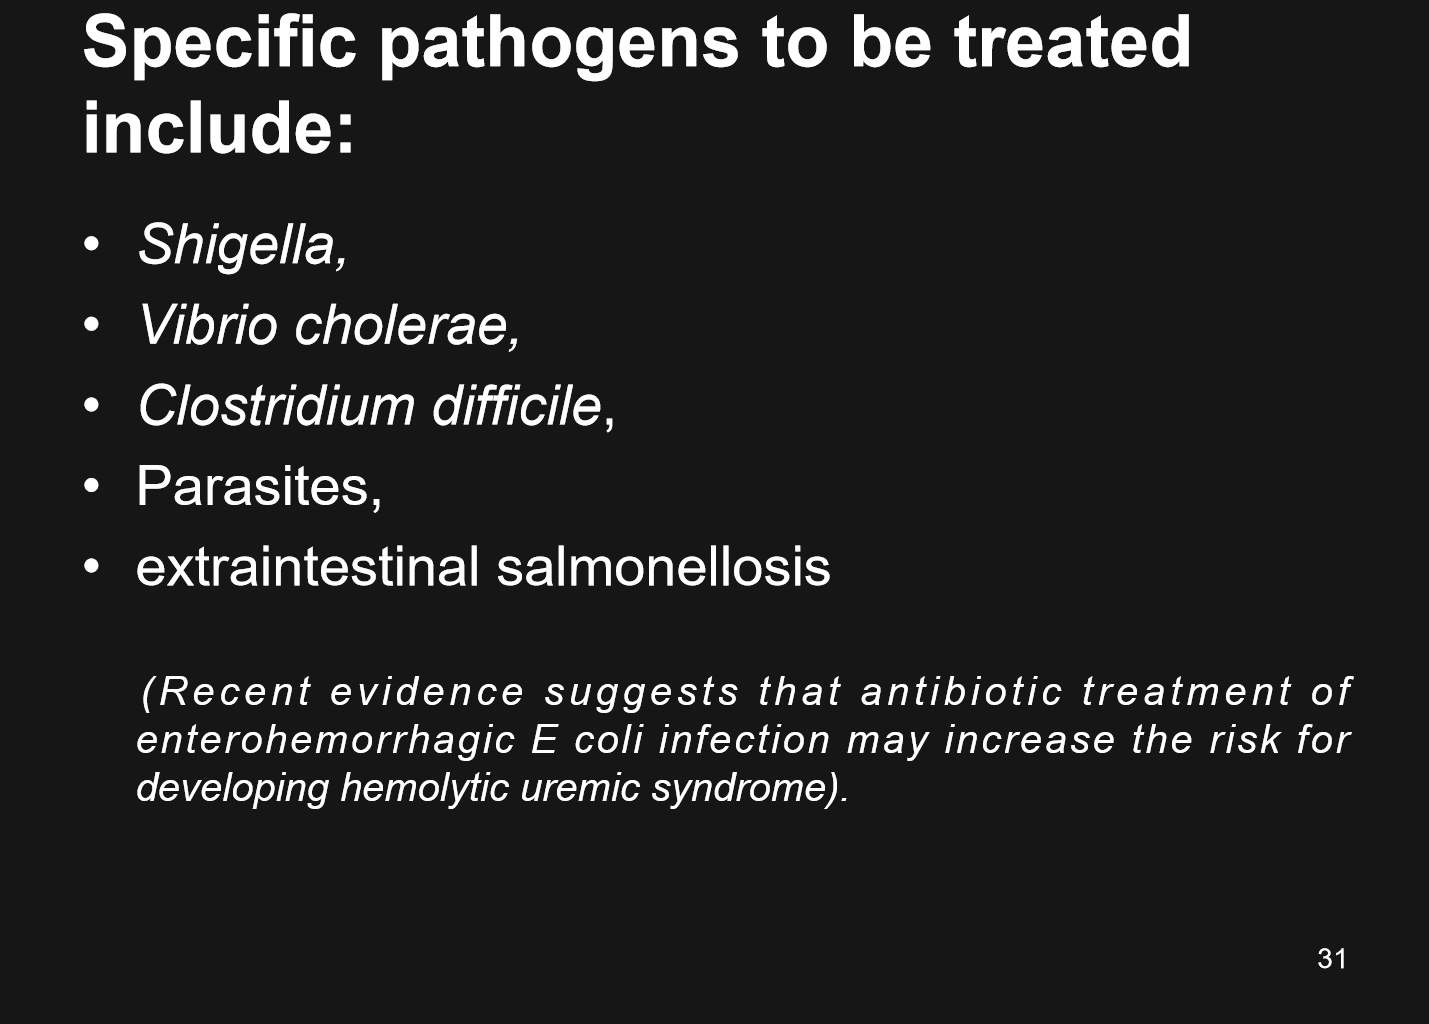 Specific pathogens to be treated
include:
• Shigella,
• Vibrio cholerae,
• Clostridium difficile,
• Parasites,
• extraintestinal salmonellosis
(Recent evidence suggests that antibiotic treatment of
enterohemorrhagic E coli infection may increase the risk for
developing hemolytic uremic syndrome).
31